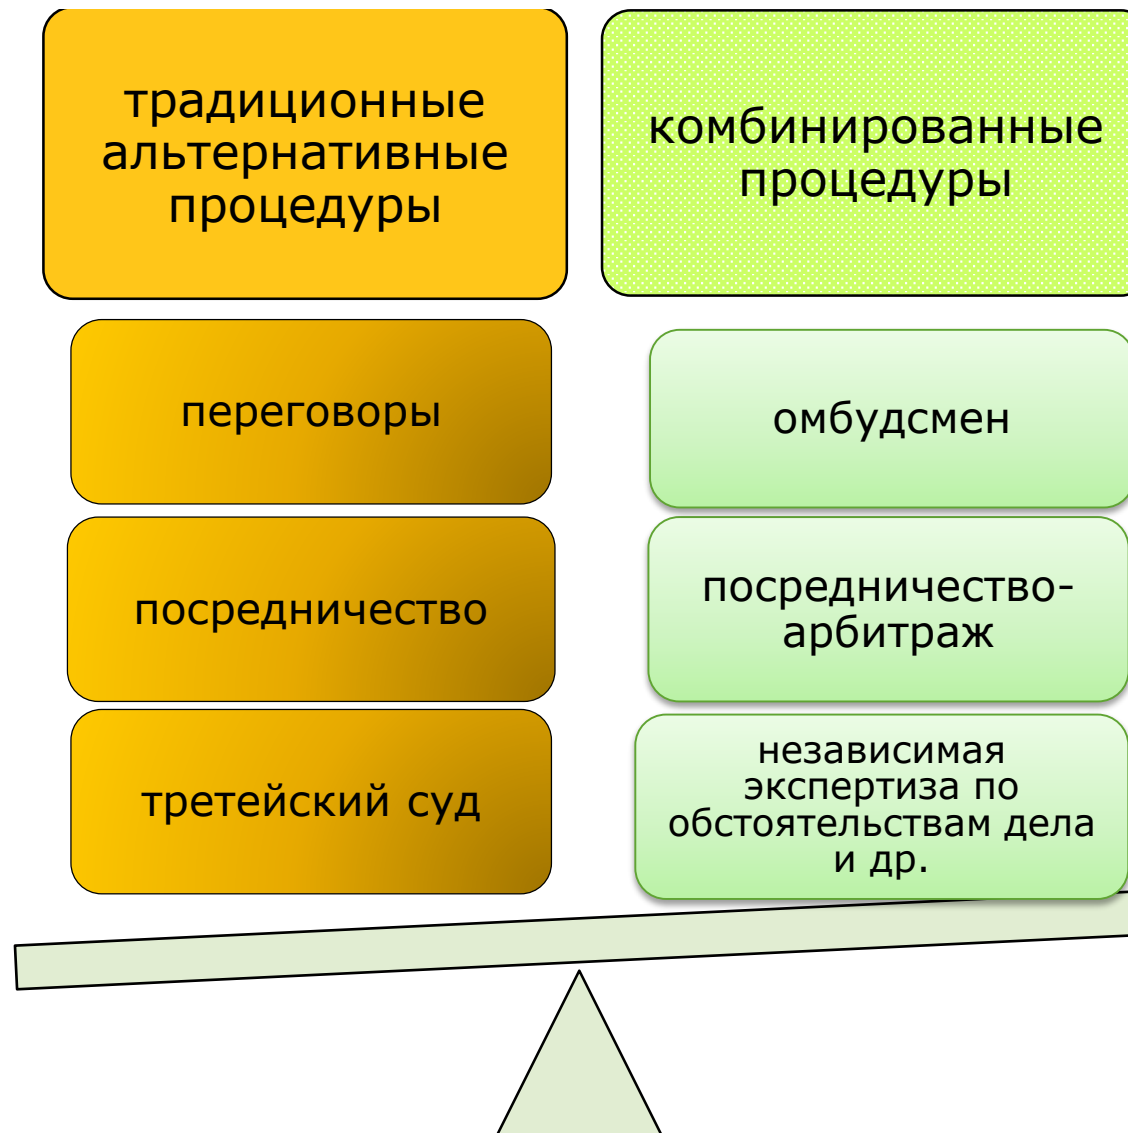 традиционные
альтернативные
процедуры
переговоры
посредничество
третейский суд
комбинированные
процедуры
омбудсмен
посредничество-
арбитраж
независимая
экспертиза по
обстоятельствам дела
и др.